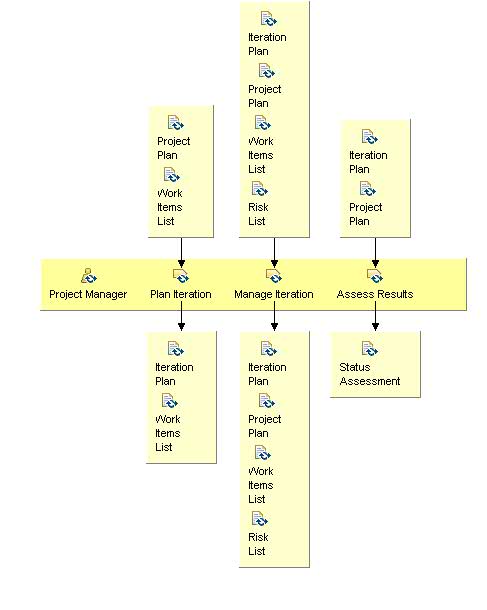 Iteration
Plan
Project
Plan
Work
Items
List
Risk
List
Project
Plan
Work
Items
List
Iteration
Plan
Project
Plan
Project Manager
Plan Iteration
Manage Iteration
Assess Results
Iteration
Plan
Work
Items
List
Iteration
Plan
Project
Plan
Work
Items
List
Risk
List
Status
Assessment